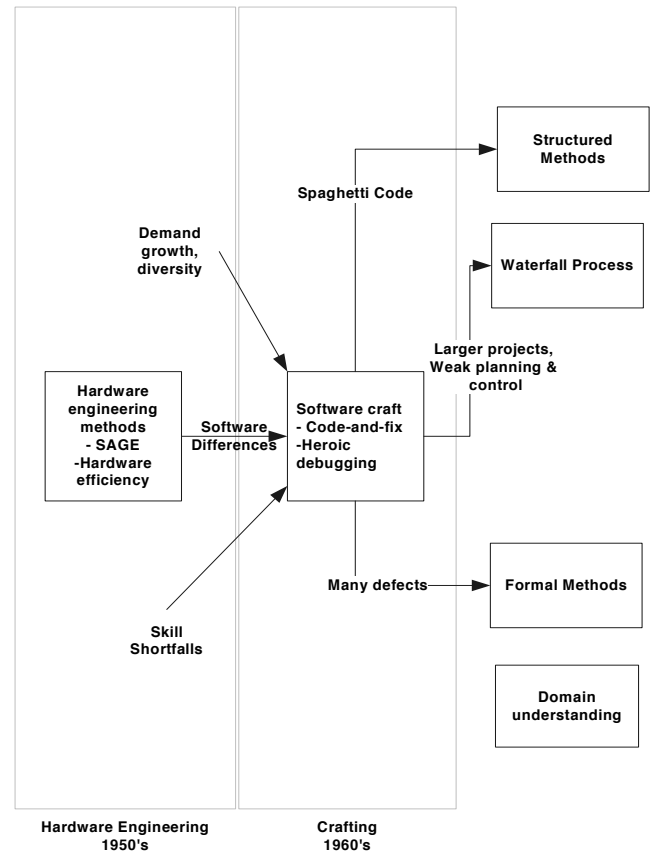 Structured
Methods
Spaghetti Code
Demand
growth,
diversity
Waterfall Process
Larger projects,
Weak planning &
control
Hardware
engineering
methods
- SAGE
-Hardware
efficiency
Software
Differences
Software craft
- Code-and-fix
-Heroic
debugging
Many defects
Formal Methods
Skill
Shortfalls
Domain
understanding
Hardware Engineering
1950's
Crafting
1960's